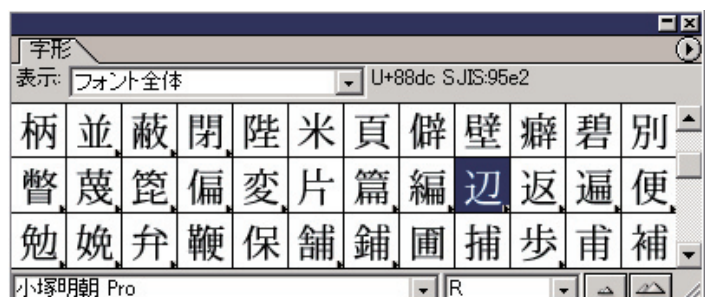 字形
表示: フォント全体 U+88dc SJIS:95e2
柄 並 蔽 閉 陛 米 頁 僻 壁 癖 碧 別
瞥 蔑 箆 偏 変 片 篇 編 辺 返 遍 便
勉 娩 弁 鞭 保 舗 鋪 圃 捕 歩 甫 補
小塚明朝 Pro R